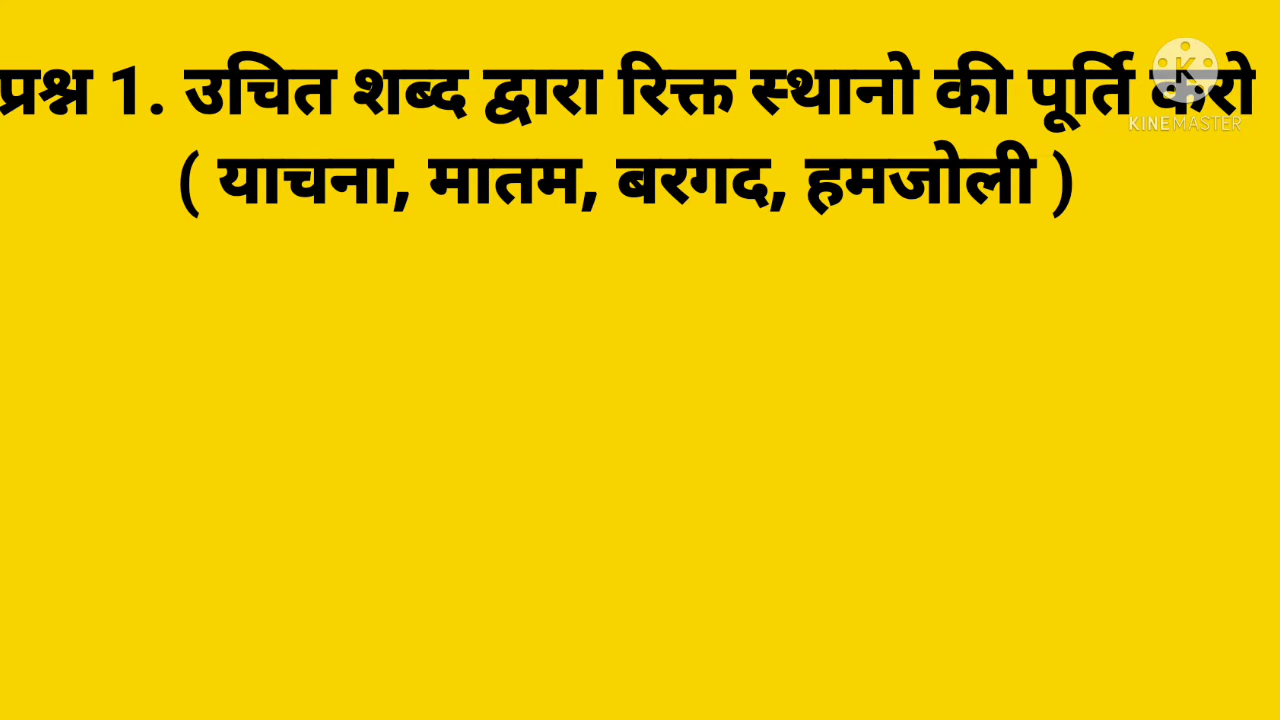 प्रश्न 1. उचित शब्द द्वारा रिक्त स्थानो की पूर्ति करो
( याचना, मातम, बरगद, हमजोली )
K
KINEMASTER